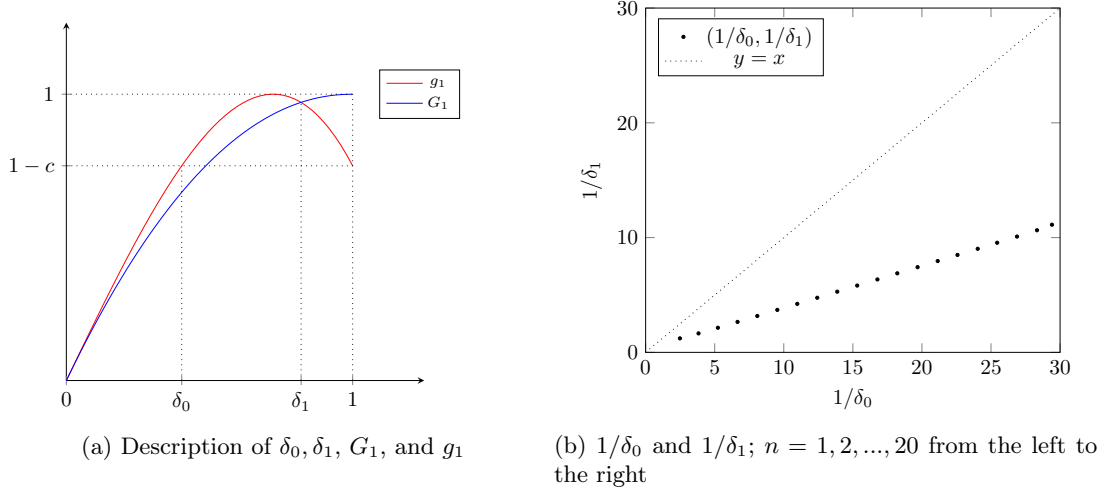 1
1 − c
0
δ0
δ1
1
g1
G1
(a) Description of δ0, δ1, G1, and g1
30
20
10
0
1/δ1
(1/δ0, 1/δ1)
y = x
0
5
10
15
20
25
30
1/δ0
(b) 1/δ0 and 1/δ1; n = 1, 2, ..., 20 from the left to
the right